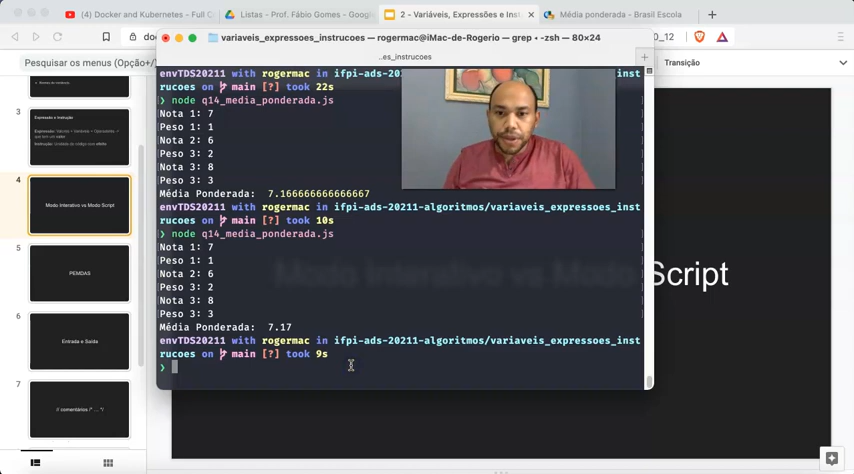 (4) Docker and Kubernetes - Full C
Listas - Prof. Fábio Gomes - Google
2 - Variáveis, Expressões e Inst
Média ponderada - Brasil Escola
variaveis_expressoes_instrucoes — rogermac@iMac-de-Rogerio — grep • -zsh — 80×24
..es_instrucoes
Pesquisar os menus (Opção+/
Transição
3
Expressão e Instrução
4
Modo Interativo vs Modo Script
5
PEMDAS
6
Entrada e Saída
7
// comentários /* ... */
envTDS20211 with rogermac in ifpi-ads-20
inst
rucoes on main [?] took 22s
❯ node q14_media_ponderada.js
Nota 1: 7
Peso 1: 1
Nota 2: 6
Peso 3: 2
Nota 3: 8
Peso 3: 3
Média Ponderada: 7.166666666666667
envTDS20211 with rogermac in ifpi-ads-20211-algoritmos/variaveis_expressoes_inst
rucoes on main [?] took 10s
❯ node q14_media_ponderada.js
Nota 1: 7
Peso 1: 1
Nota 2: 6
Peso 3: 2
Nota 3: 8
Peso 3: 3
Média Ponderada: 7.17
envTDS20211 with rogermac in ifpi-ads-20211-algoritmos/variaveis_expressoes_inst
rucoes on main [?] took 9s
❯
Modo Interativo vs Modo Script